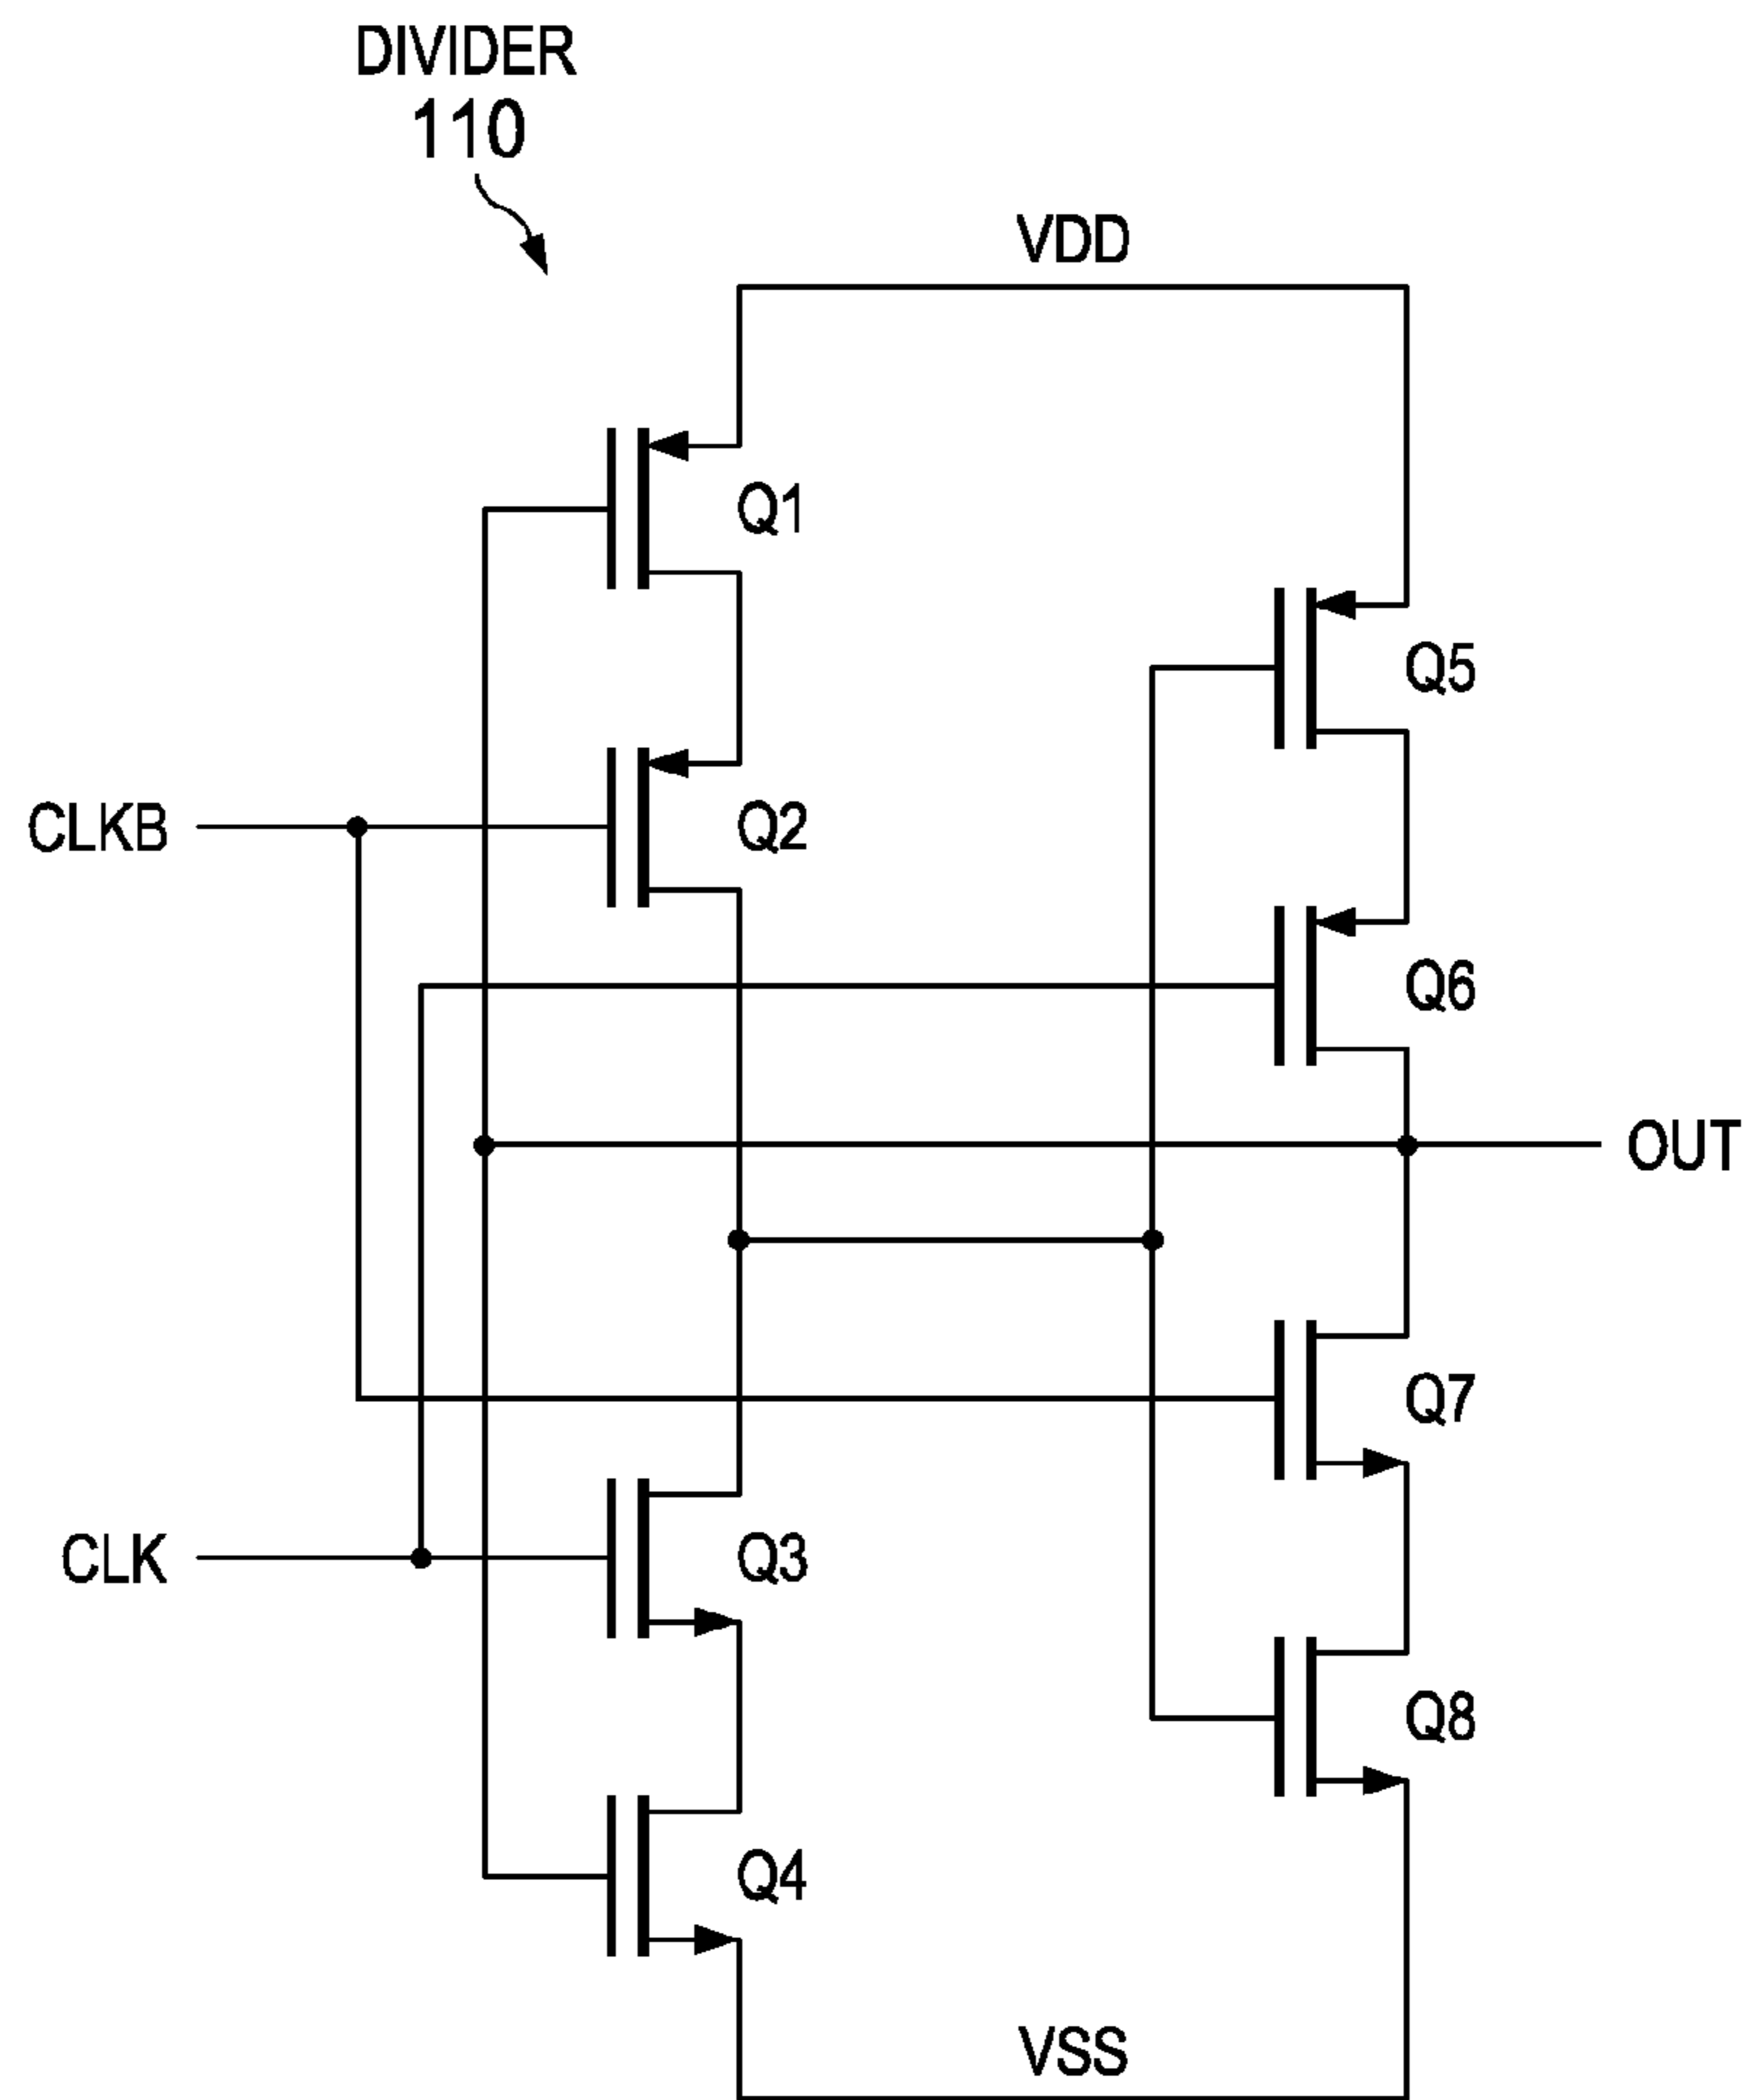 DIVIDER
110
VDD
Q1
Q5
CLKB
Q2
Q6
OUT
Q7
CLK
Q3
Q8
Q4
VSS